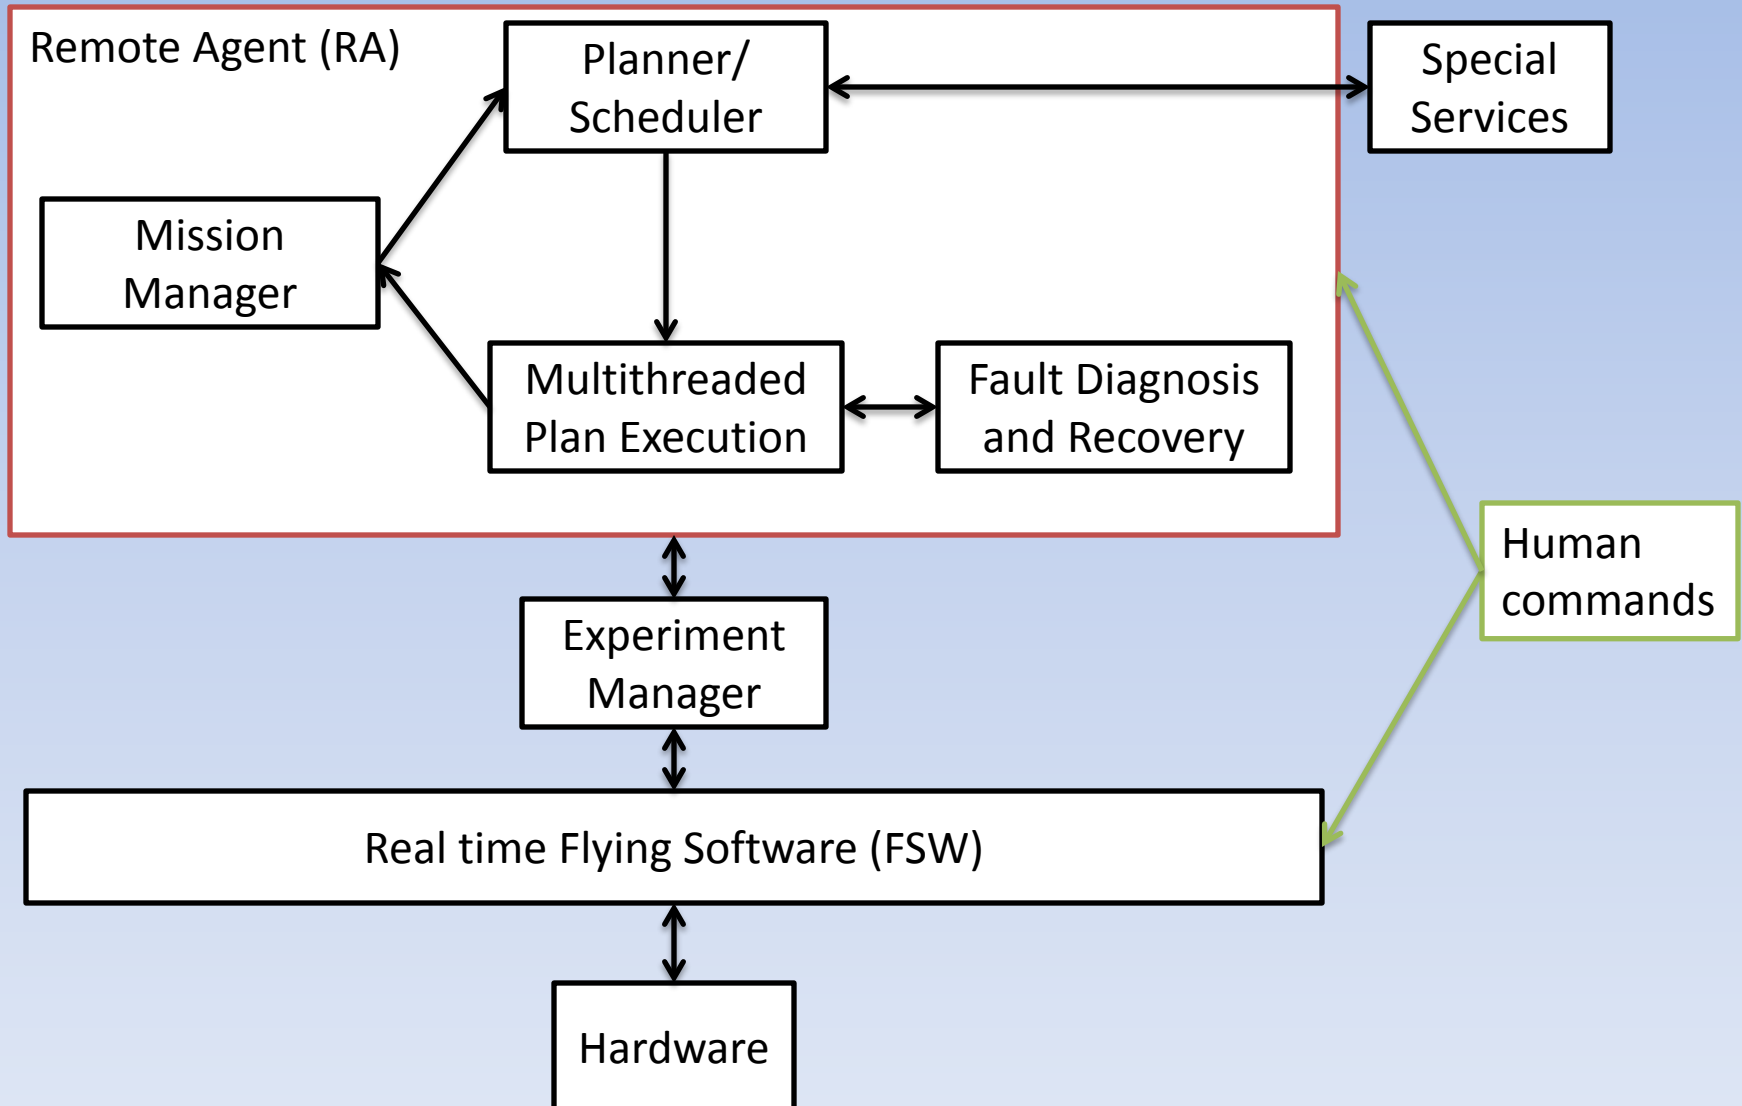 Remote Agent (RA)
Planner/
Scheduler
Special
Services
Mission
Manager
Multithreaded
Plan Execution
Fault Diagnosis
and Recovery
Human
commands
Experiment
Manager
Real time Flying Software (FSW)
Hardware